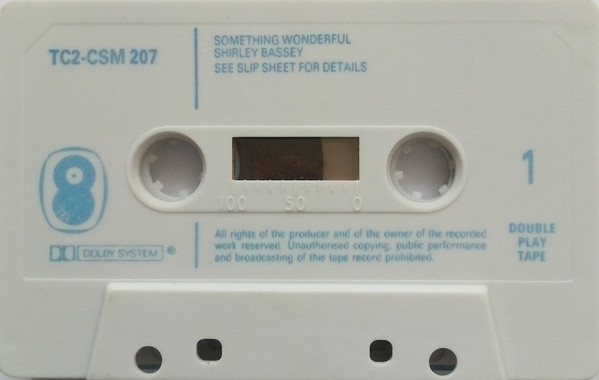 TC2-CSM 207
SOMETHING WONDERFUL
SHIRLEY BASSEY
SEE SLIP SHEET FOR DETAILS
100 50 0
1
DOLBY SYSTEM ®
All rights of the producer and of the owner of the recorded
work reserved. Unauthorised copying, public performance
and broadcasting of this tape record prohibited.
DOUBLE
PLAY
TAPE